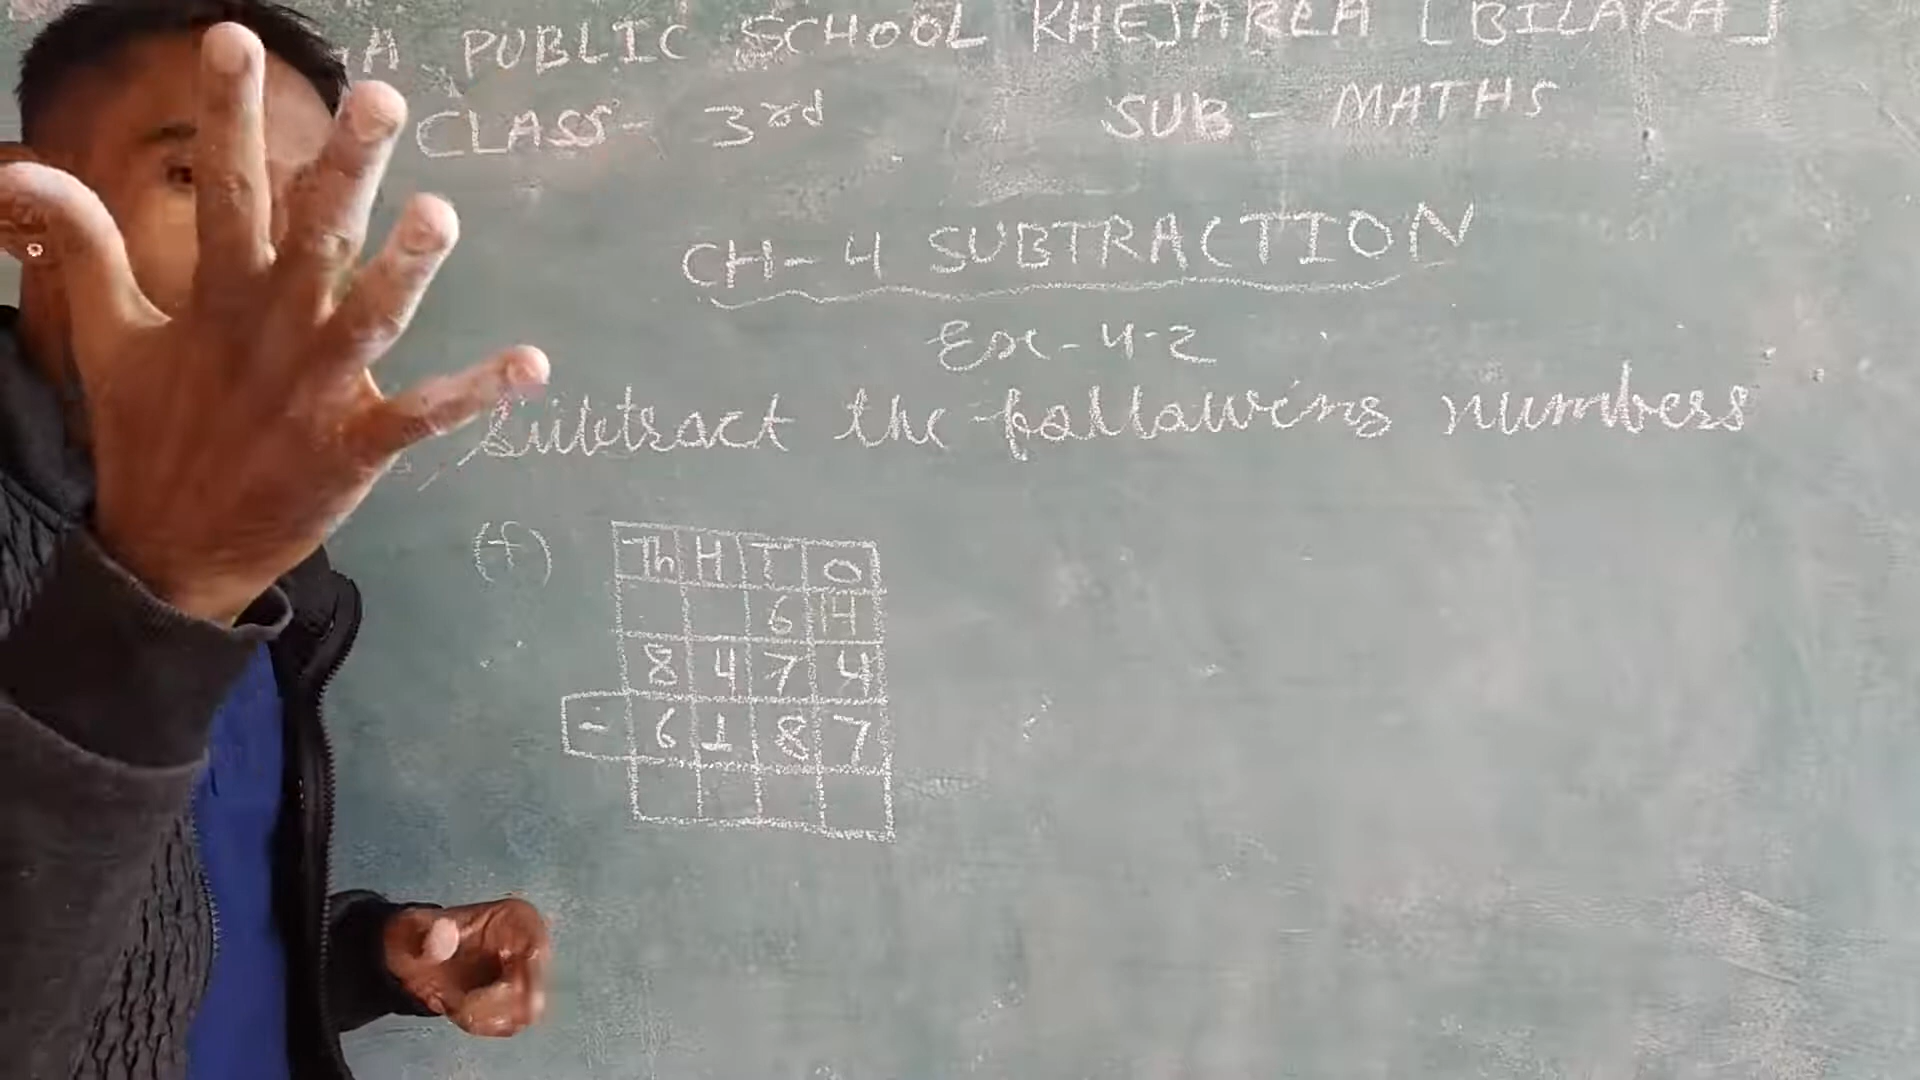 A PUBLIC SCHOOL KHEJARLA [BILARA]
CLASS- 3rd SUB- MATHS
CH-4 SUBTRACTION
Ex-4.2
Subtract the following numbers
(f)
Th H T O
6 14
8 4 7 4
- 6 1 8 7